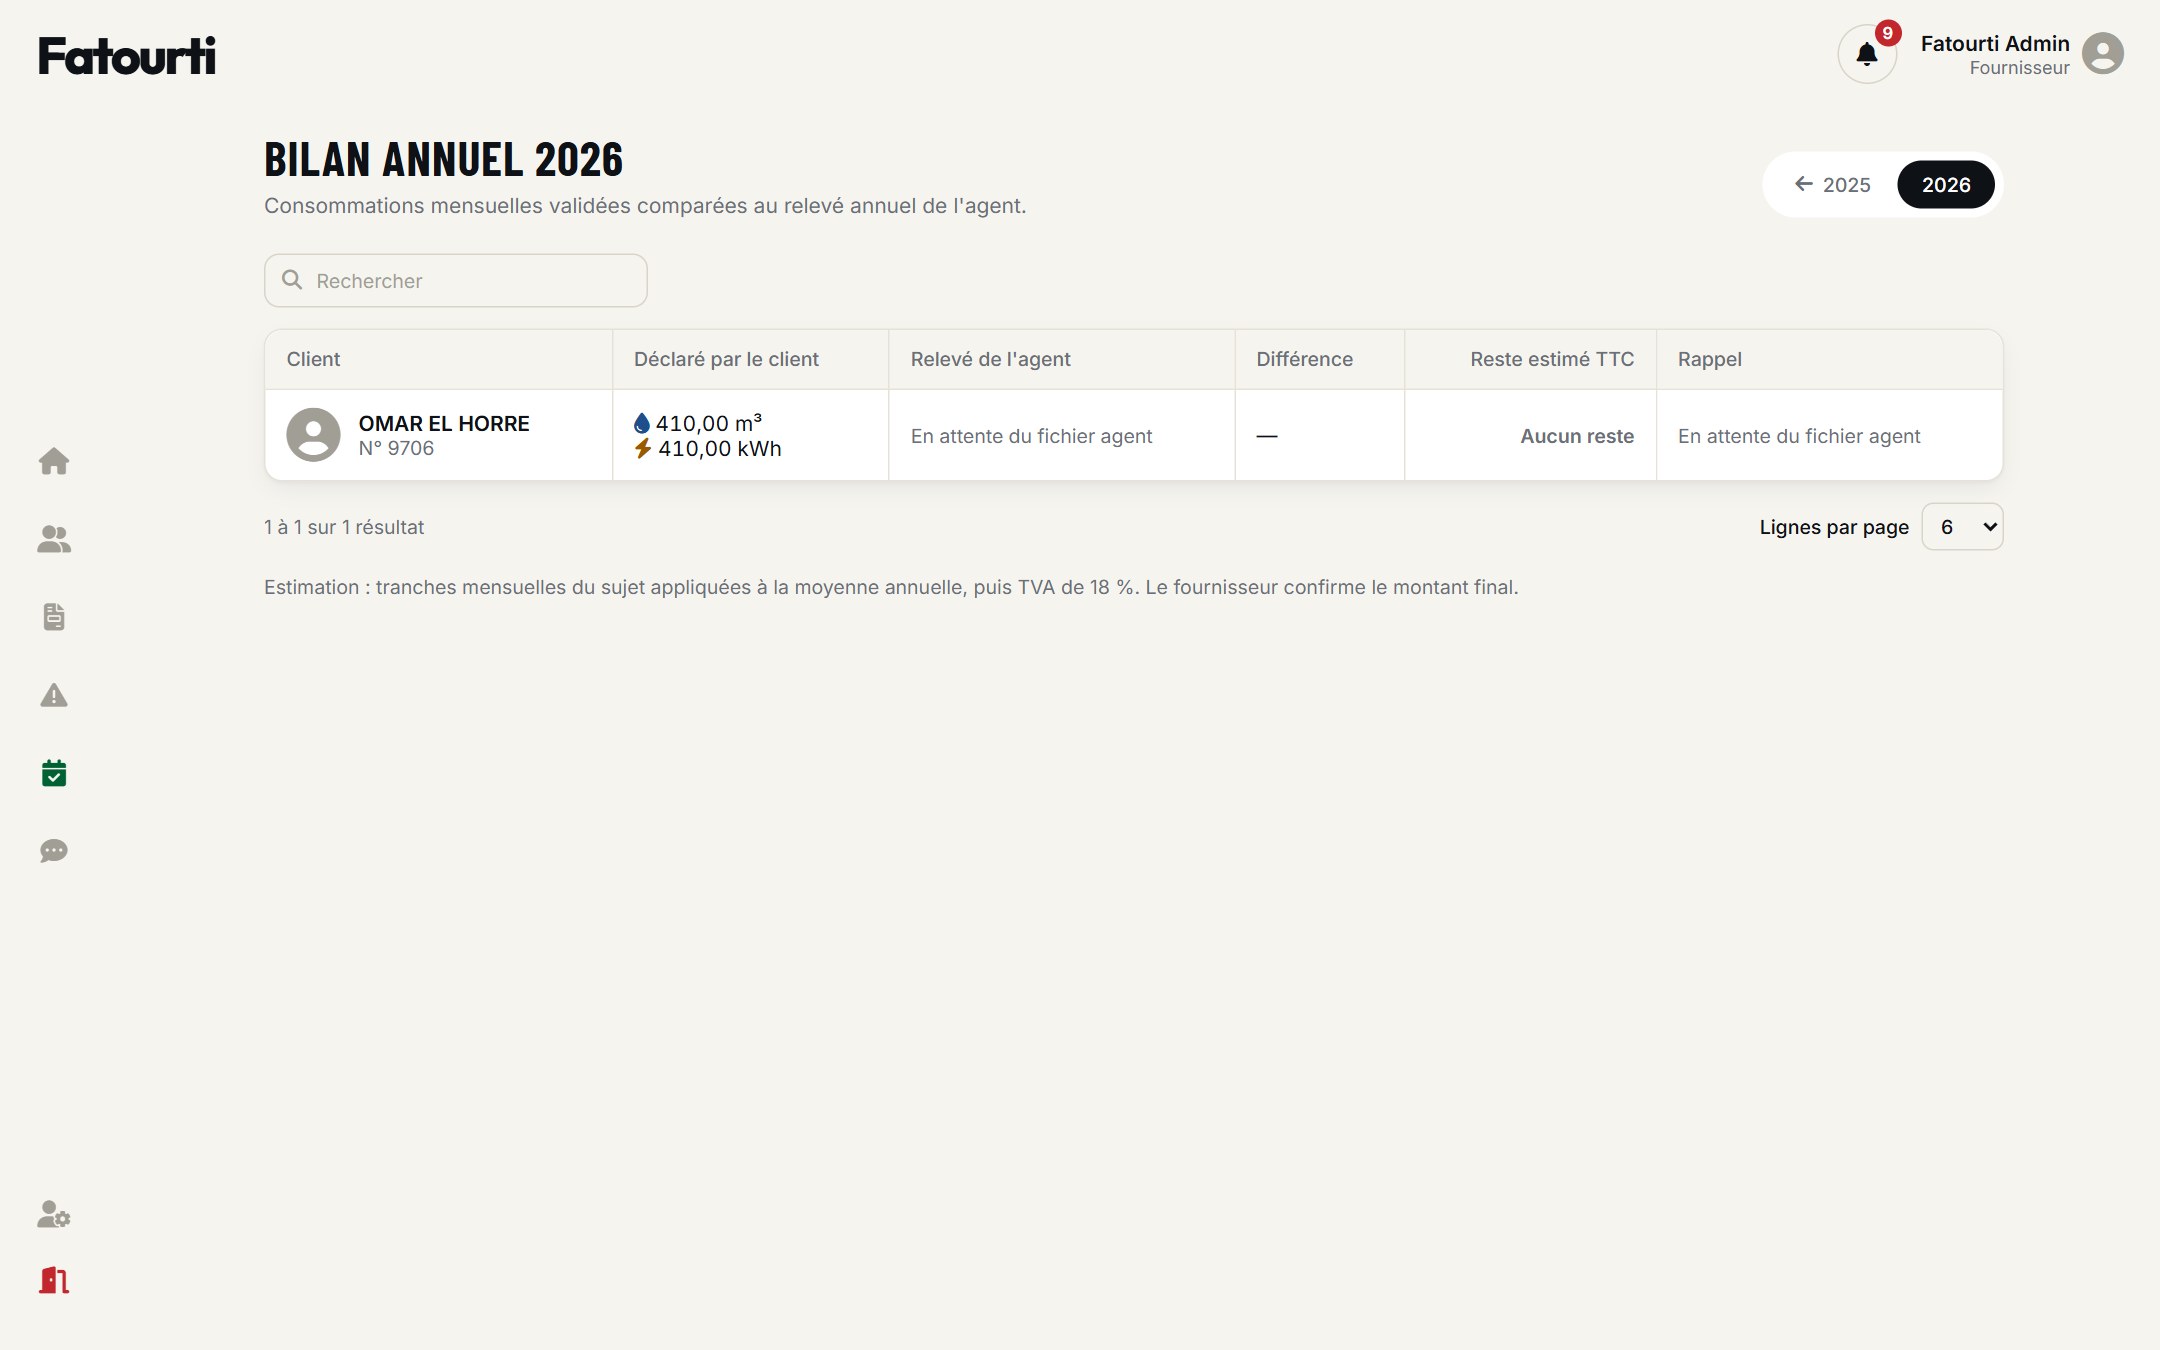 Fatourti
9
Fatourti Admin
Fournisseur
BILAN ANNUEL 2026
Consommations mensuelles validées comparées au relevé annuel de l'agent.
2025
2026
Rechercher
Client
Déclaré par le client
Relevé de l'agent
Différence
Reste estimé TTC
Rappel
OMAR EL HORRE
N° 9706
410,00 m³
410,00 kWh
En attente du fichier agent
—
Aucun reste
En attente du fichier agent
1 à 1 sur 1 résultat
Lignes par page
6
Estimation : tranches mensuelles du sujet appliquées à la moyenne annuelle, puis TVA de 18 %. Le fournisseur confirme le montant final.